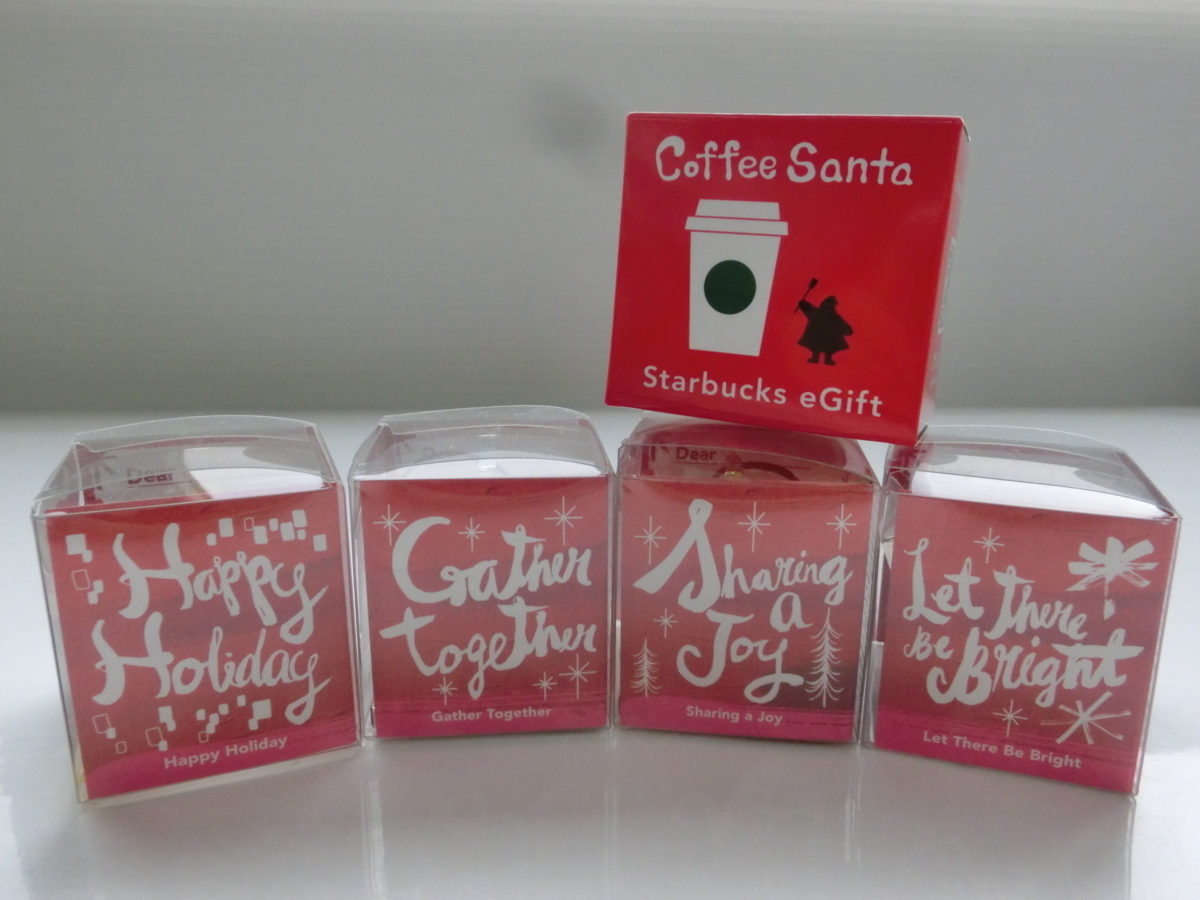 Coffee Santa
Starbucks eGift
Dear
Happy
Holiday
Happy Holiday
Gather
together
Gather Together
Dear
Sharing
a
Joy
Sharing a Joy
Let There
Be Bright
Let There Be Bright